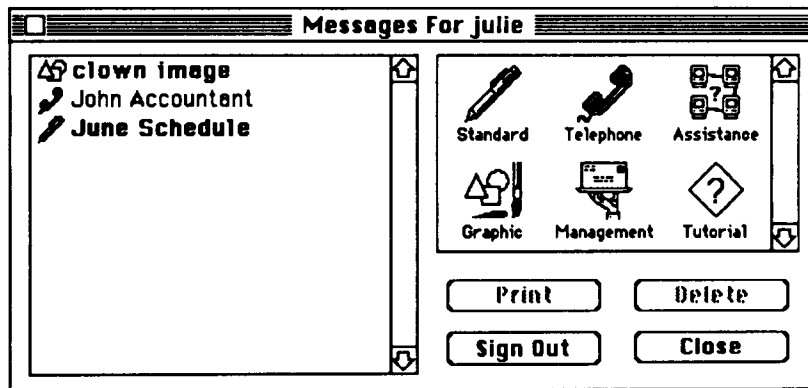 Messages For julie
clown image
John Accountant
June Schedule
Standard Telephone Assistance
?
Graphic Management Tutorial
?
Print Delete
Sign Out Close